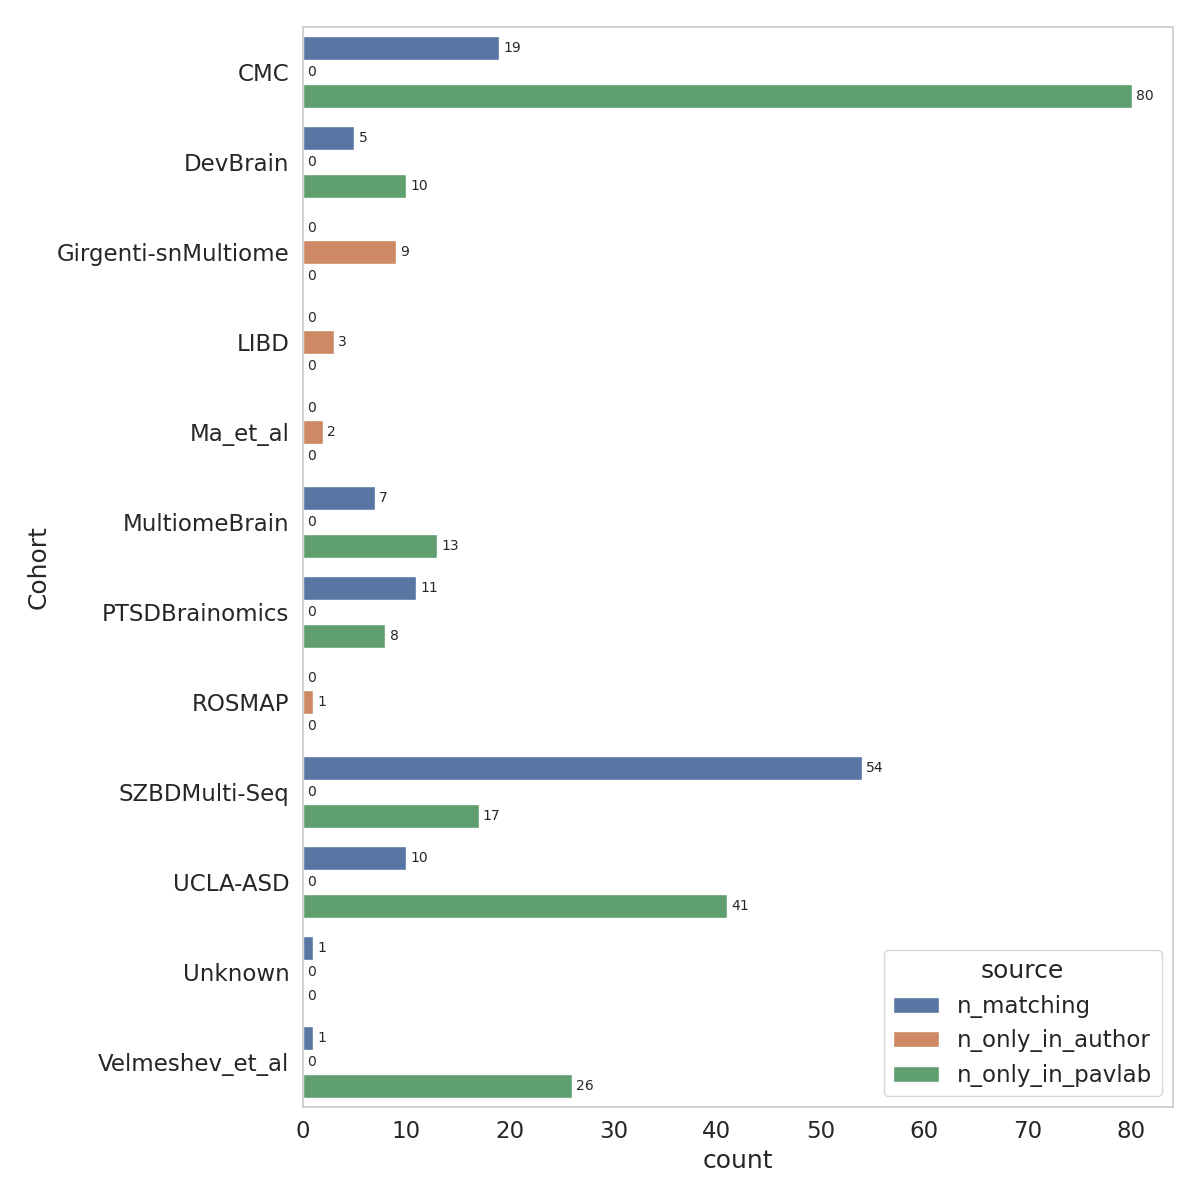 CMC
19
0
80
DevBrain
5
0
10
Girgenti-snMultiome
0
9
0
LIBD
0
3
0
Ma_et_al
0
2
0
MultiomeBrain
7
0
13
PTSDBrainomics
11
0
8
ROSMAP
0
1
0
SZBDMulti-Seq
54
0
17
UCLA-ASD
10
0
41
Unknown
1
0
0
Velmeshev_et_al
1
0
26
Cohort
0 10 20 30 40 50 60 70 80
count
source
n_matching
n_only_in_author
n_only_in_pavlab